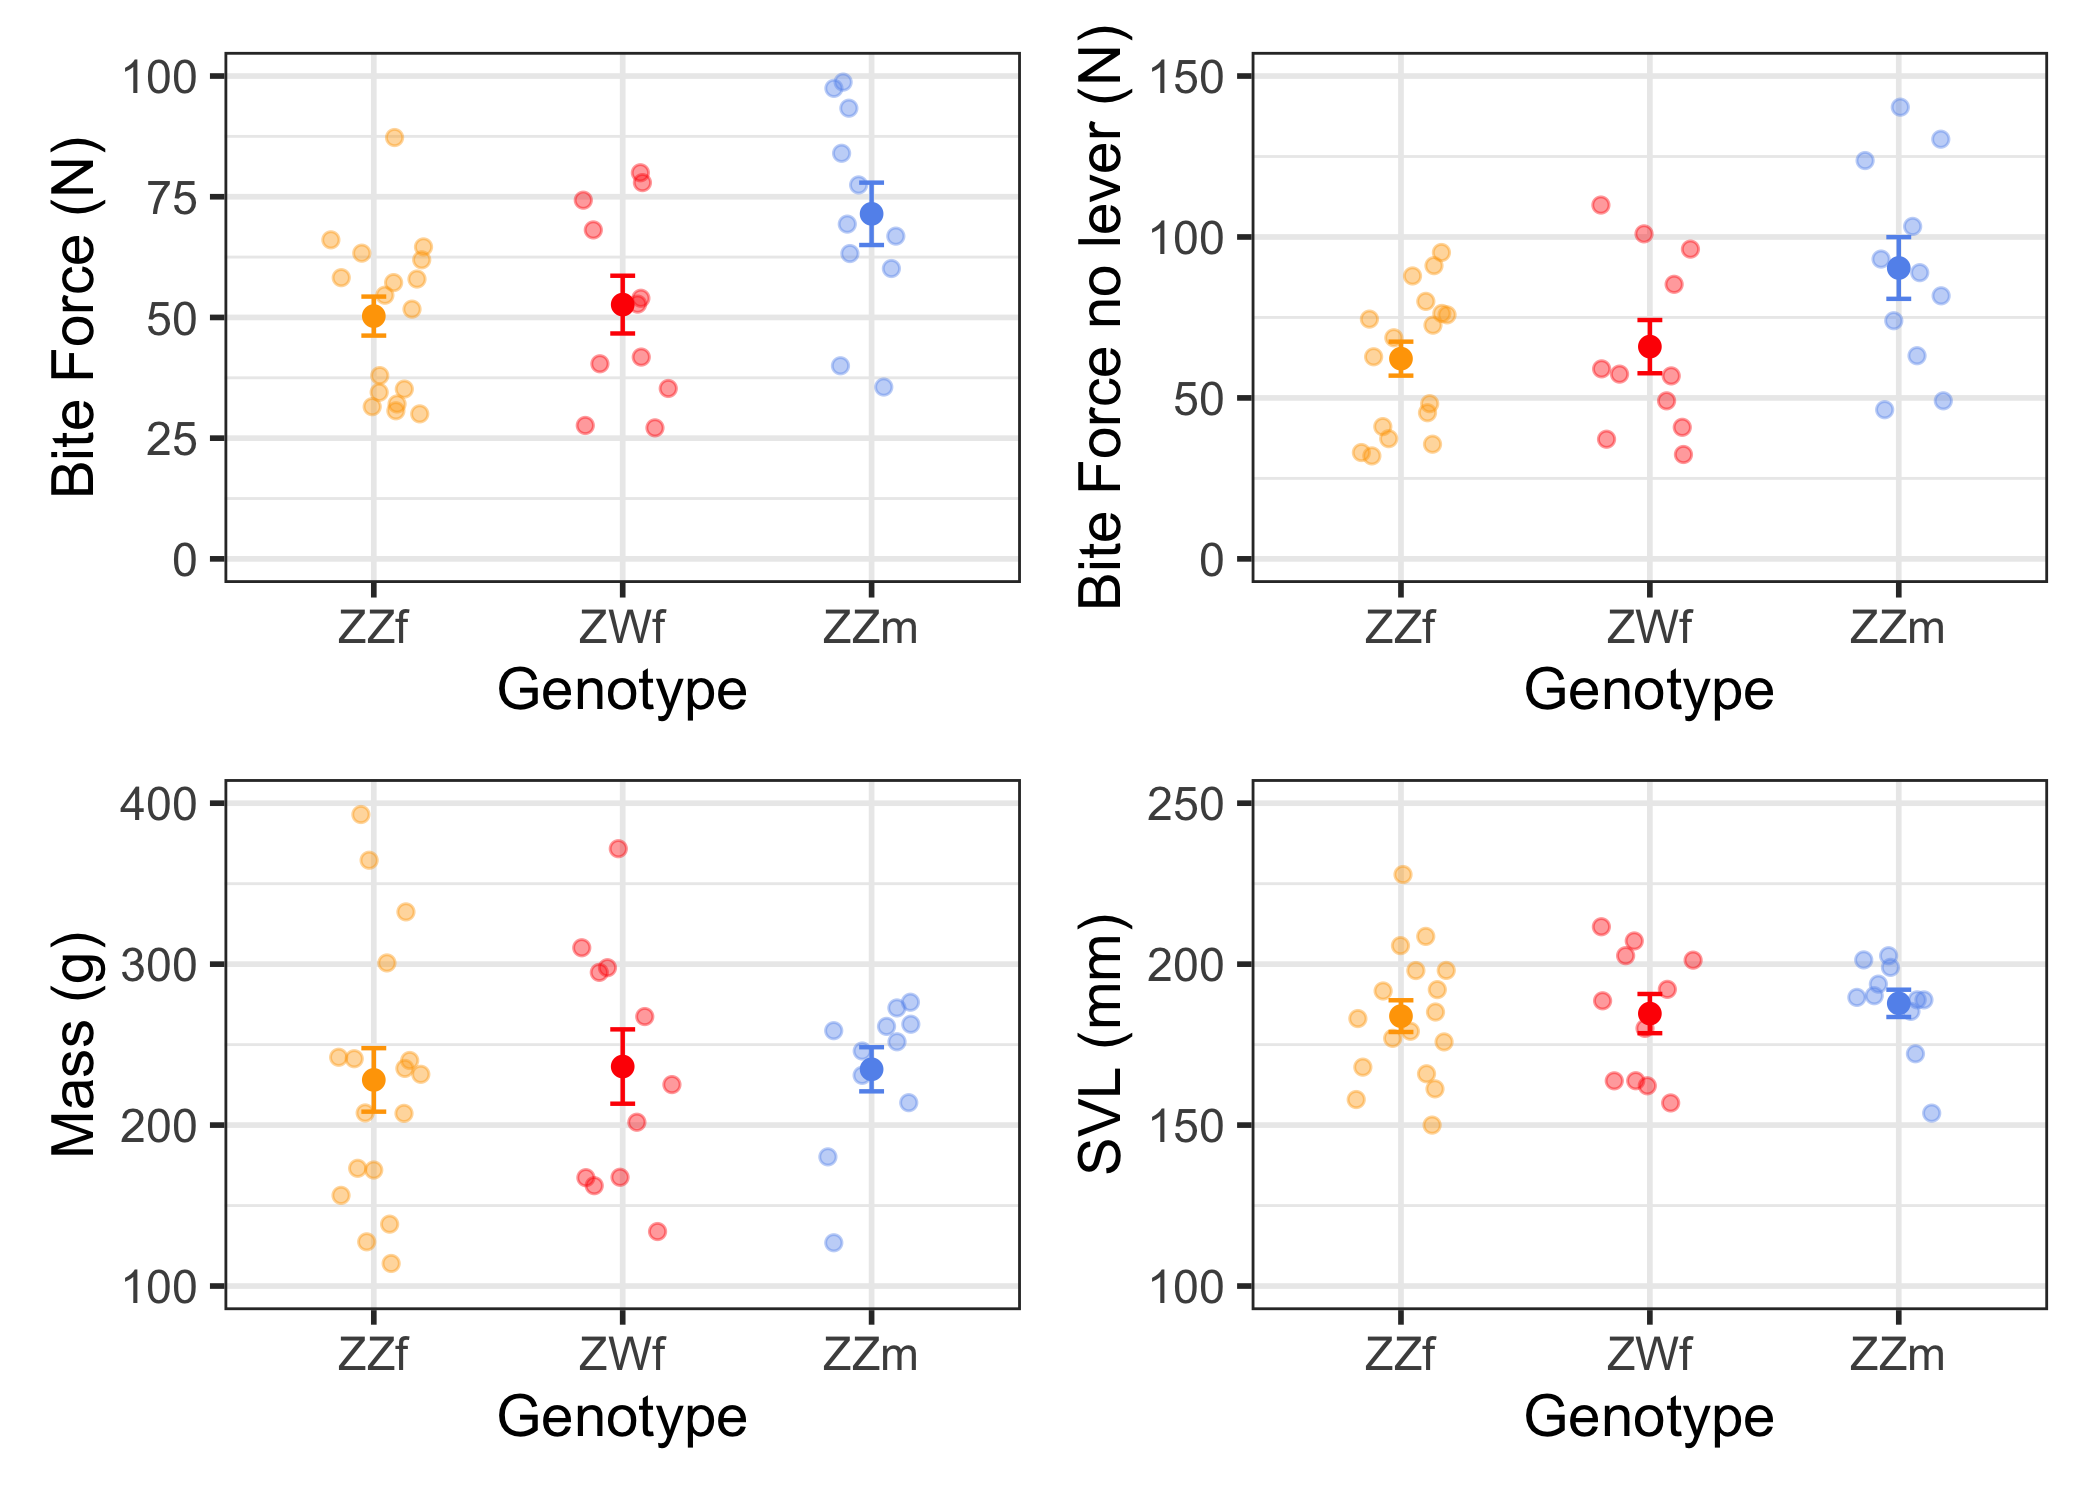 Bite Force (N)
100
75
50
25
0
ZZf ZWf ZZm
Genotype
Bite Force no lever (N)
150
100
50
0
ZZf ZWf ZZm
Genotype
Mass (g)
400
300
200
100
ZZf ZWf ZZm
Genotype
SVL (mm)
250
200
150
100
ZZf ZWf ZZm
Genotype